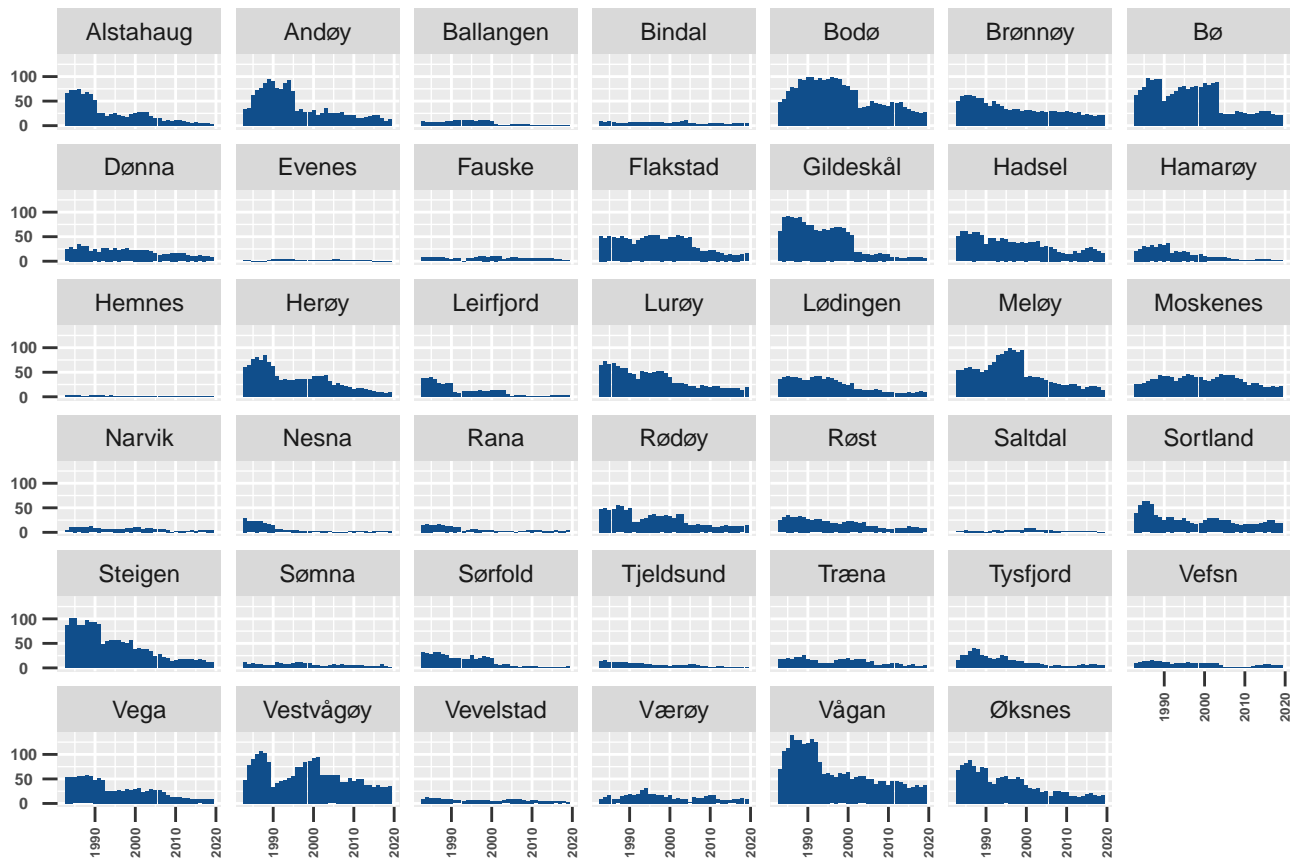 Alstahaug Andøy Ballangen Bindal Bodø Brønnøy Bø
100
50
0
Dønna Evenes Fauske Flakstad Gildeskål Hadsel Hamarøy
100
50
0
Hemnes Herøy Leirfjord Lurøy Lødingen Meløy Moskenes
100
50
0
Narvik Nesna Rana Rødøy Røst Saltdal Sortland
100
50
0
Steigen Sømna Sørfold Tjeldsund Træna Tysfjord Vefsn
100
50
0
1990 2000 2010 2020
Vega Vestvågøy Vevelstad Værøy Vågan Øksnes
100
50
0
1990 2000 2010 2020 1990 2000 2010 2020 1990 2000 2010 2020 1990 2000 2010 2020 1990 2000 2010 2020 1990 2000 2010 2020